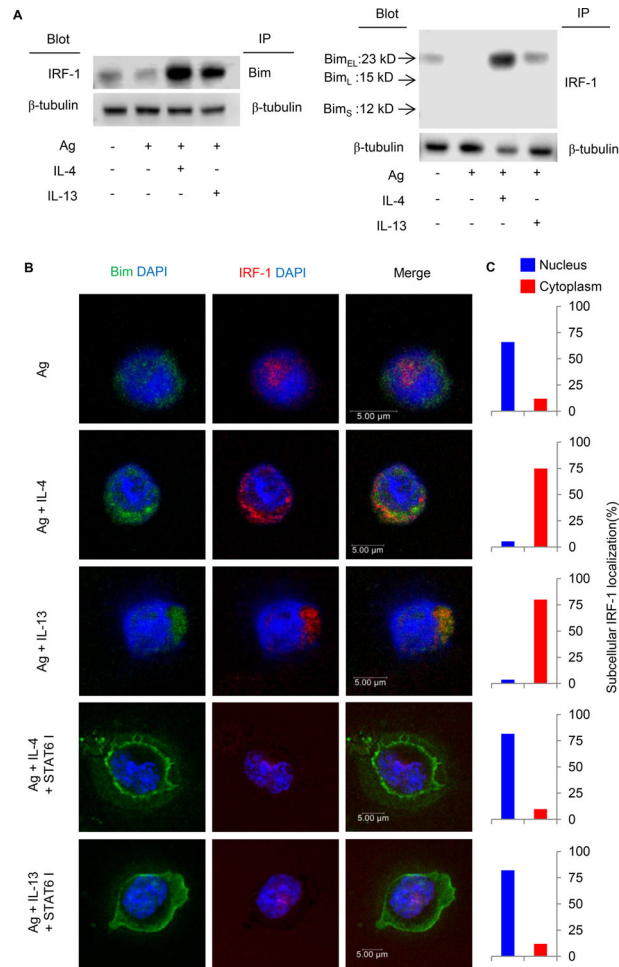 A
Blot
IP
IRF-1
Bim
β-tubulin
β-tubulin
Ag - + + +
IL-4 - - + -
IL-13 - - - +
Blot
IP
BimEL:23 kD
BimL:15 kD
BimS:12 kD
IRF-1
β-tubulin
β-tubulin
Ag - + + +
IL-4 - - + -
IL-13 - - - +
B
Bim DAPI
IRF-1 DAPI
Merge
C
Nucleus
Cytoplasm
Ag
5.00 µm
100
75
50
25
0
Ag + IL-4
5.00 µm
100
75
50
25
0
Ag + IL-13
5.00 µm
100
75
50
25
0
Ag + IL-4
+ STAT6 I
5.00 µm
100
75
50
25
0
Ag + IL-13
+ STAT6 I
5.00 µm
100
75
50
25
0
Subcellular IRF-1 localization(%)